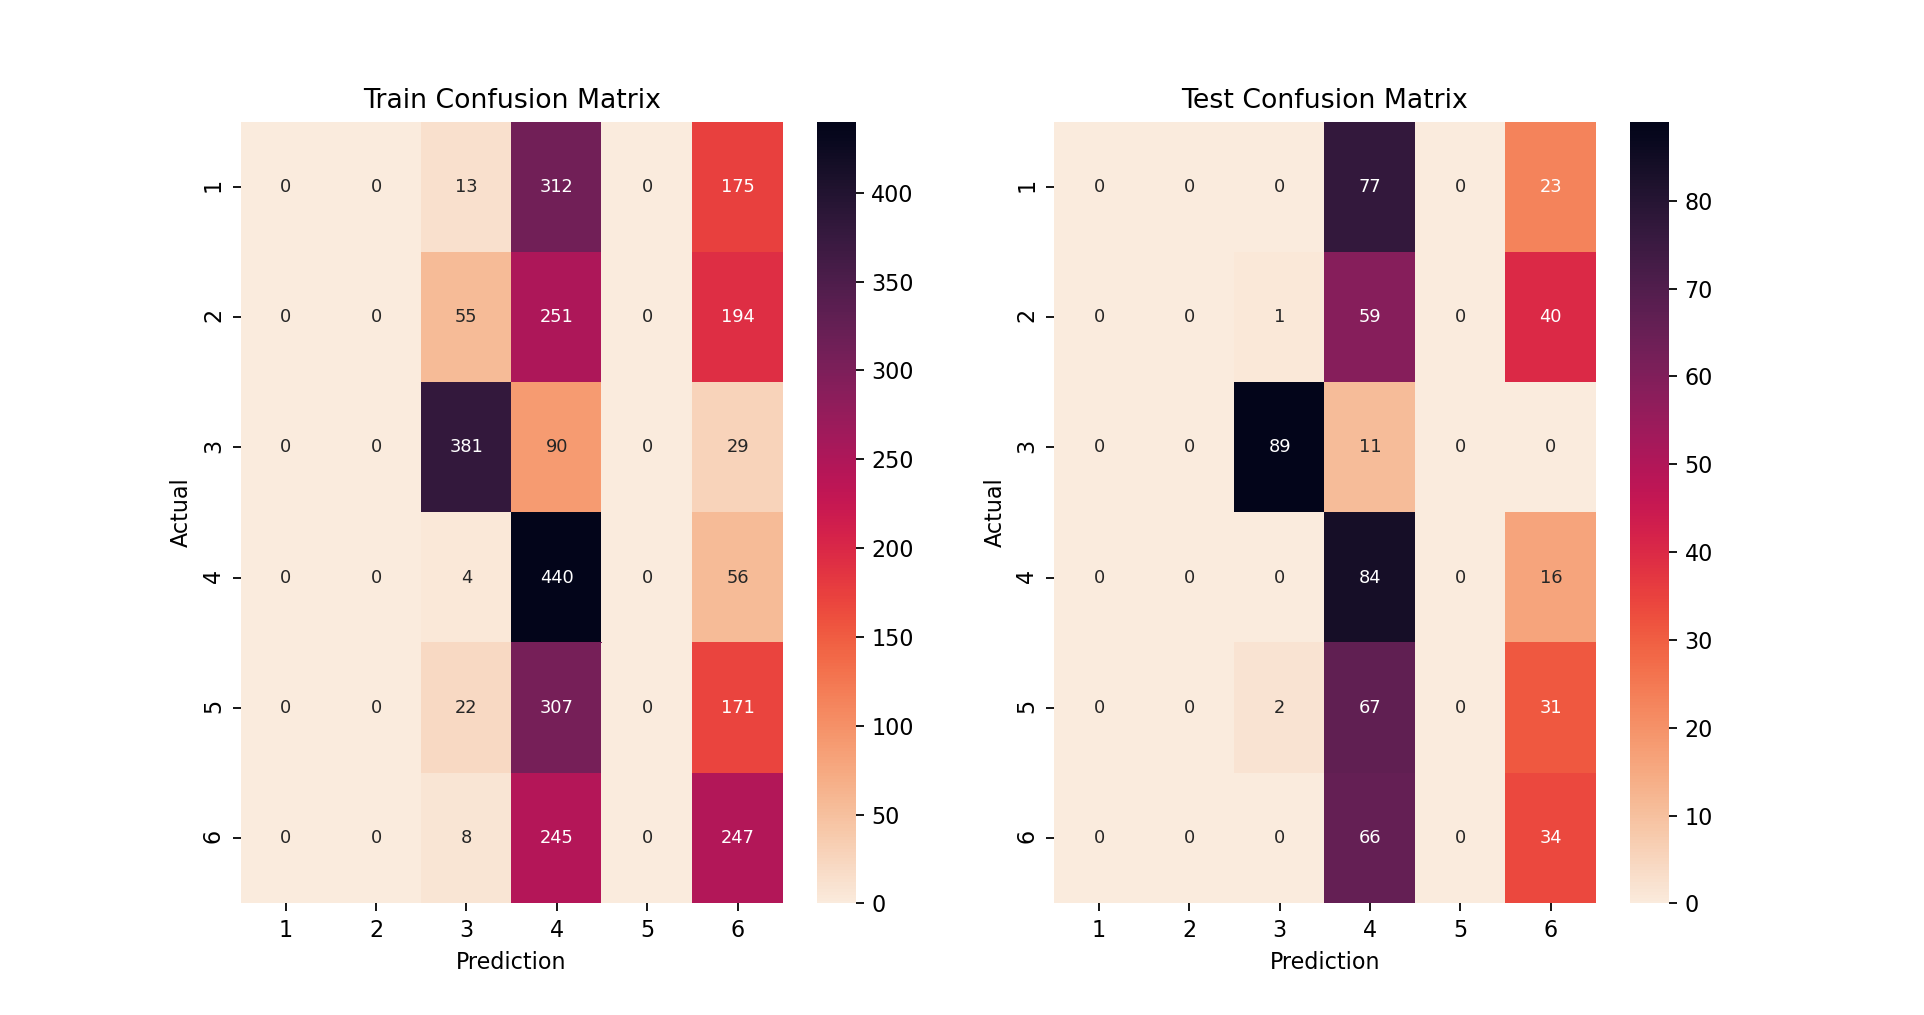 Train Confusion Matrix
Actual
1 0 0 13 312 0 175
2 0 0 55 251 0 194
3 0 0 381 90 0 29
4 0 0 4 440 0 56
5 0 0 22 307 0 171
6 0 0 8 245 0 247
1 2 3 4 5 6
Prediction
400
350
300
250
200
150
100
50
0
Test Confusion Matrix
Actual
1 0 0 0 77 0 23
2 0 0 1 59 0 40
3 0 0 89 11 0 0
4 0 0 0 84 0 16
5 0 0 2 67 0 31
6 0 0 0 66 0 34
1 2 3 4 5 6
Prediction
80
70
60
50
40
30
20
10
0